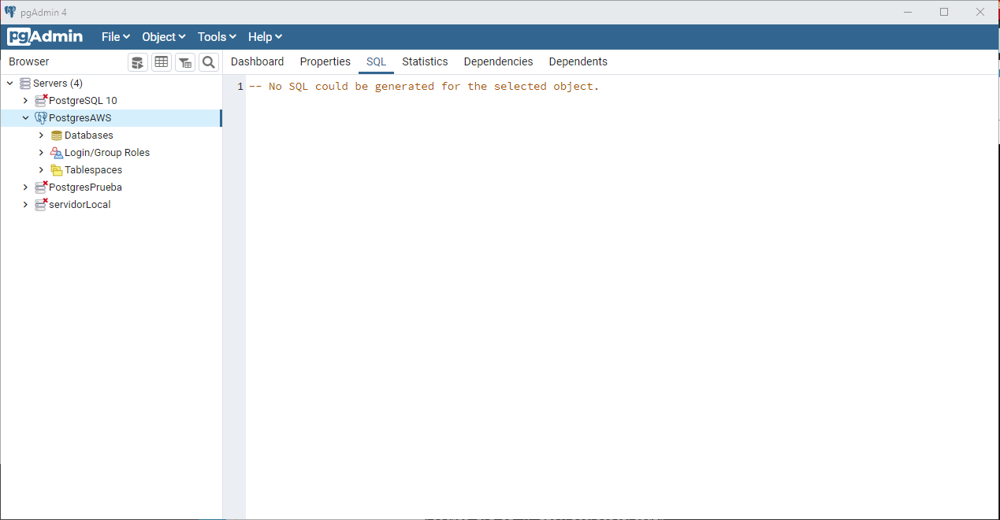 pgAdmin 4
pgAdmin File Object Tools Help
Browser Dashboard Properties SQL Statistics Dependencies Dependents
Servers (4)
1 -- No SQL could be generated for the selected object.
PostgreSQL 10
PostgresAWS
Databases
Login/Group Roles
Tablespaces
PostgresPrueba
servidorLocal